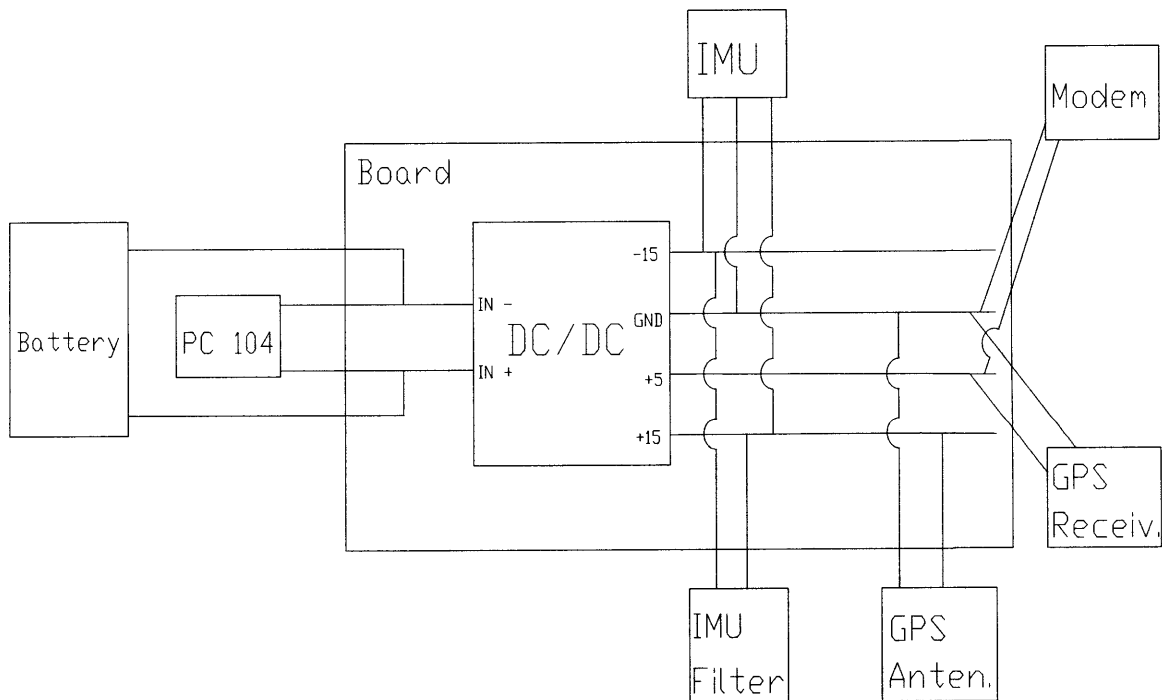 IMU
Modem
Board
Battery
PC 104
IN -
IN +
DC/DC
-15
GND
+5
+15
GPS
Receiv.
IMU
Filter
GPS
Anten.